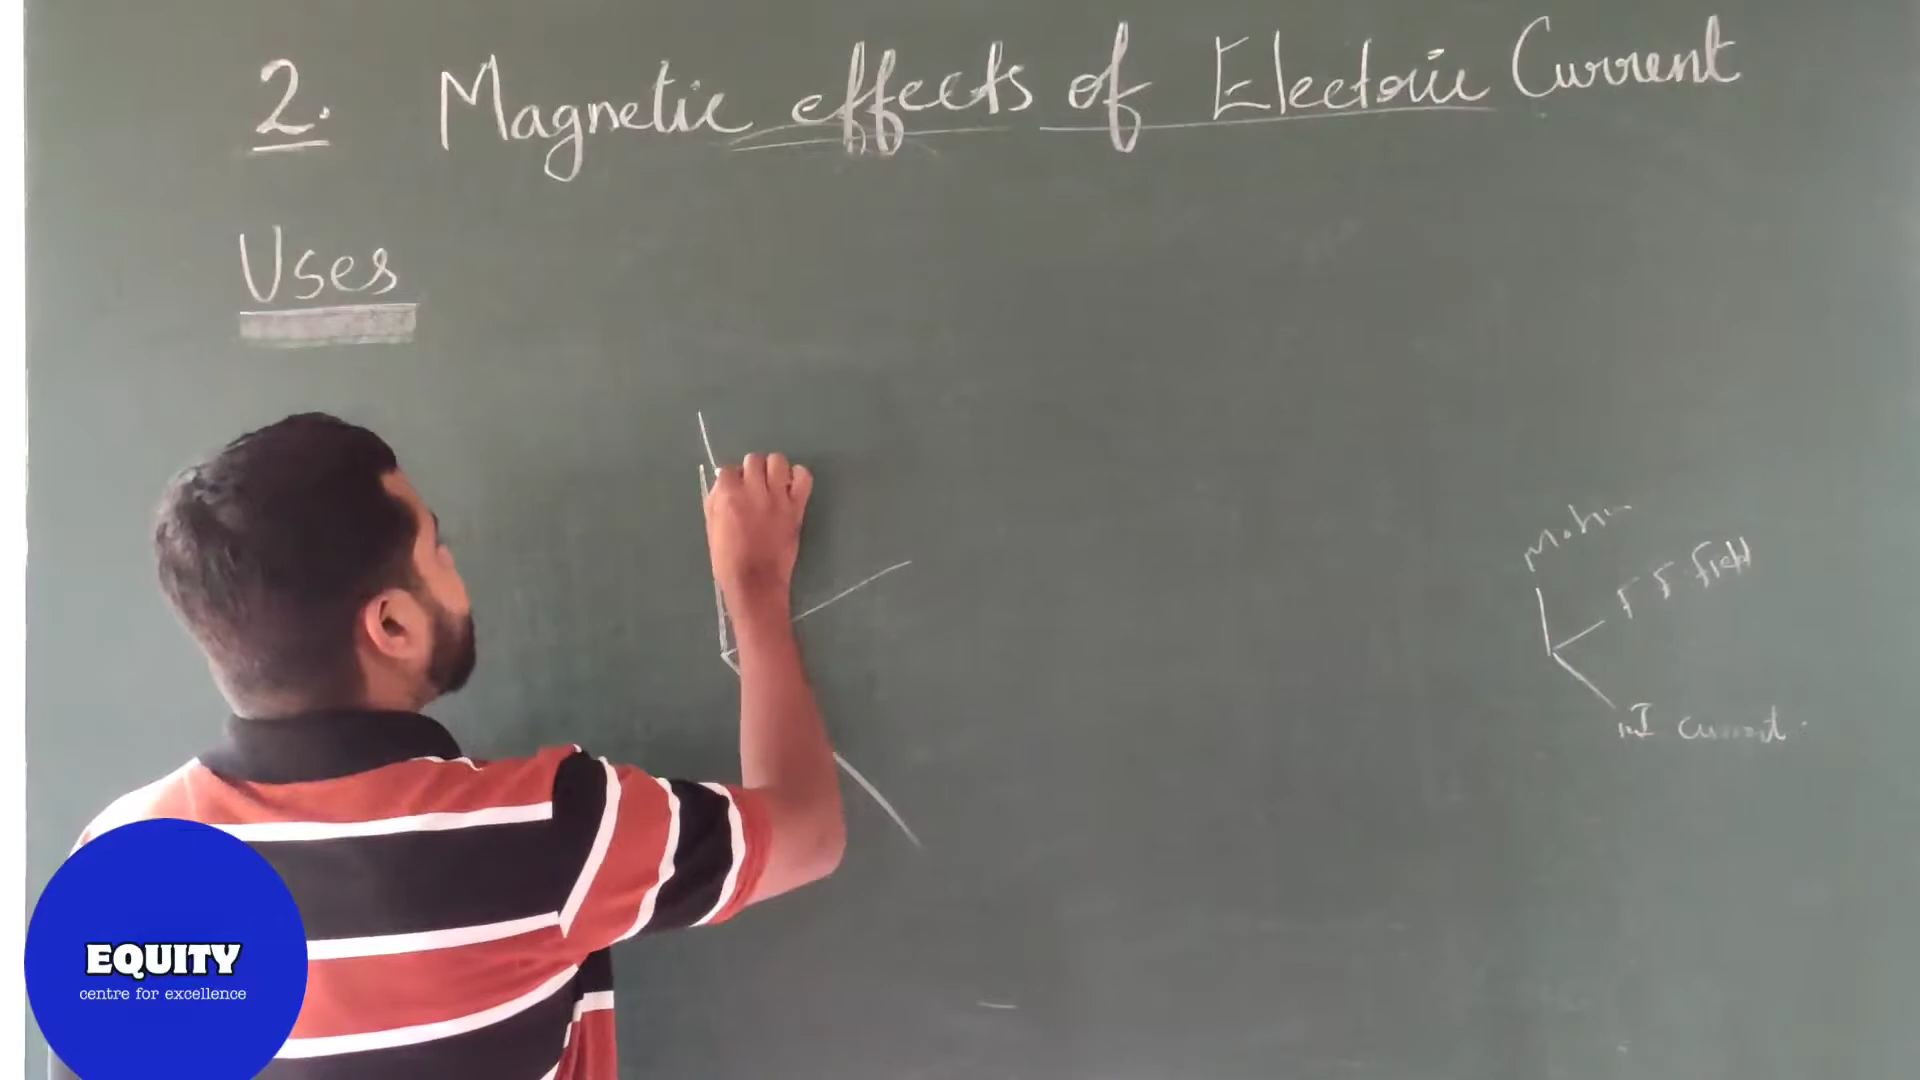 2. Magnetic effects of Electric Current
Uses
Motion
F F. field
I current
EQUITY
centre for excellence